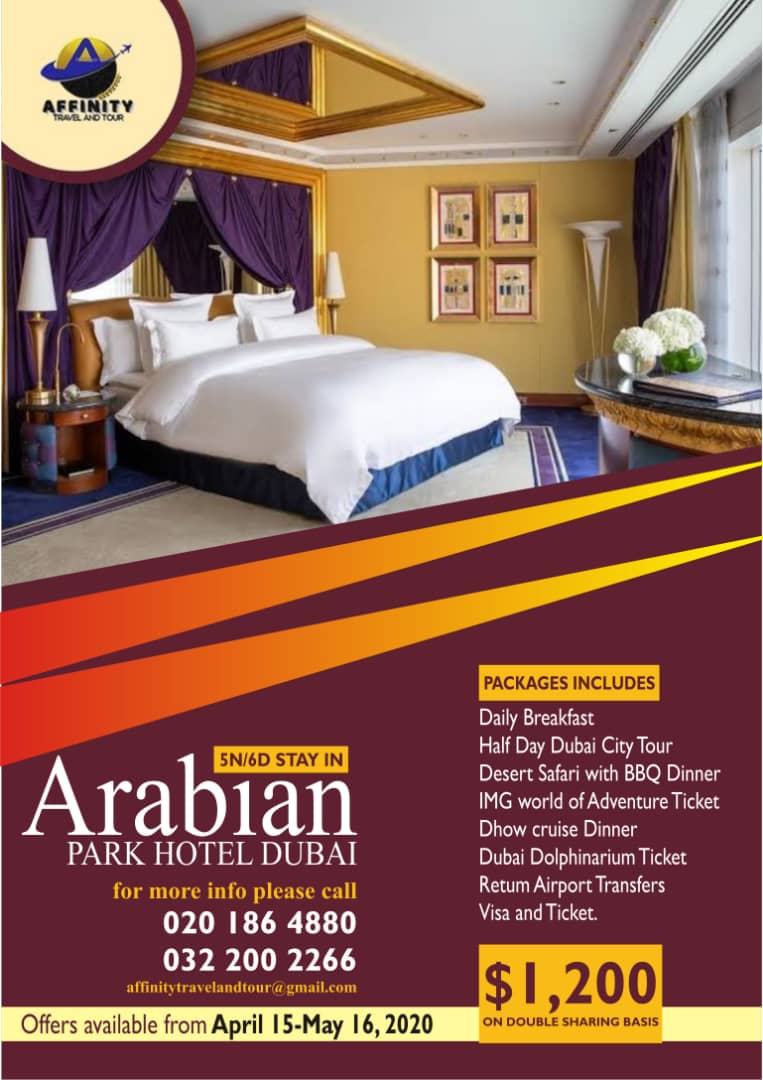 AFFINITY
TRAVEL AND TOUR
5N/6D STAY IN
Arabian
PARK HOTEL DUBAI
for more info please call
020 186 4880
032 200 2266
affinitytravelandtour@gmail.com
PACKAGES INCLUDES
Daily Breakfast
Half Day Dubai City Tour
Desert Safari with BBQ Dinner
IMG world of Adventure Ticket
Dhow cruise Dinner
Dubai Dolphinarium Ticket
Retum Airport Transfers
Visa and Ticket.
$1,200
ON DOUBLE SHARING BASIS
Offers available from April 15-May 16, 2020